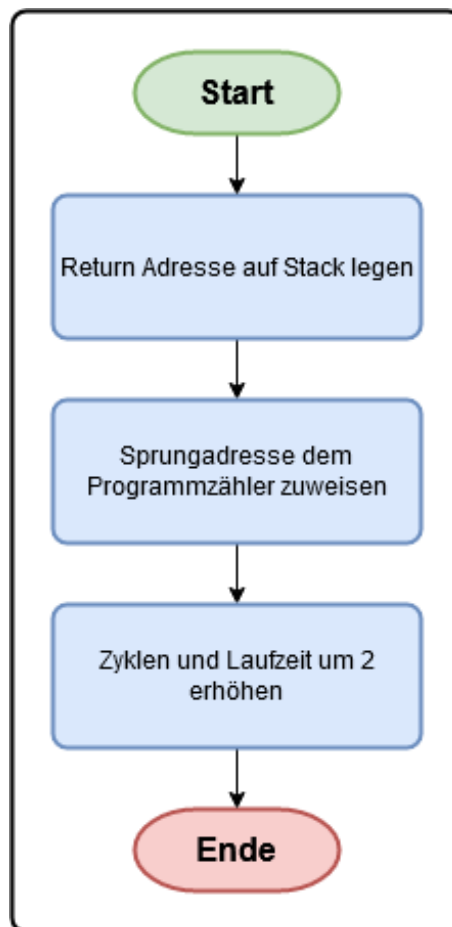 Start
Return Adresse auf Stack legen
Sprungadresse dem
Programmzähler zuweisen
Zyklen und Laufzeit um 2
erhöhen
Ende